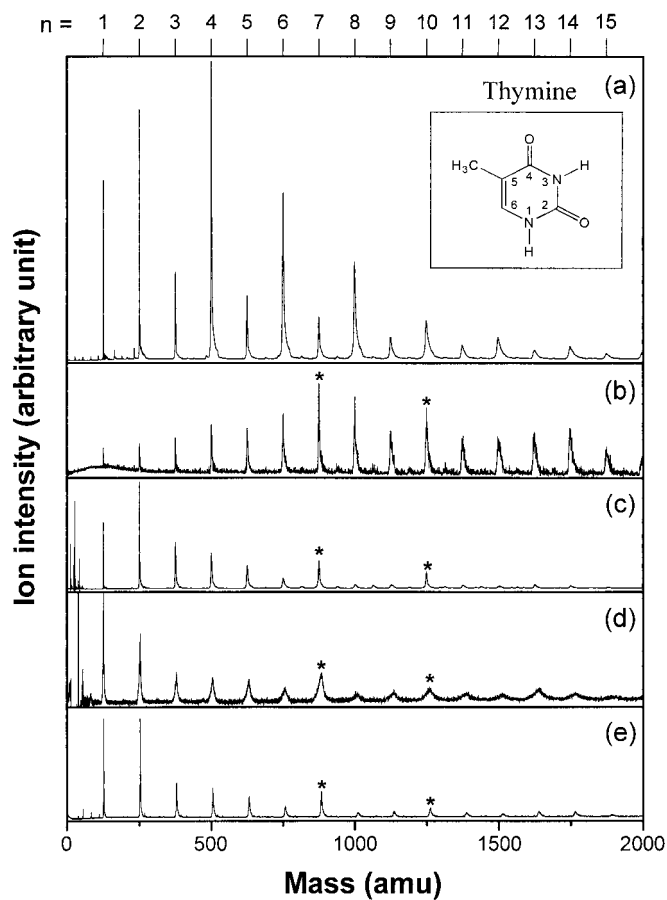 n = 1 2 3 4 5 6 7 8 9 10 11 12 13 14 15
(a)
Thymine
O
H3C
4
5
3
N
H
6
1
2
N
O
H
(b)
* *
(c)
* *
(d)
* *
(e)
* *
0 500 1000 1500 2000
Mass (amu)
Ion intensity (arbitrary unit)